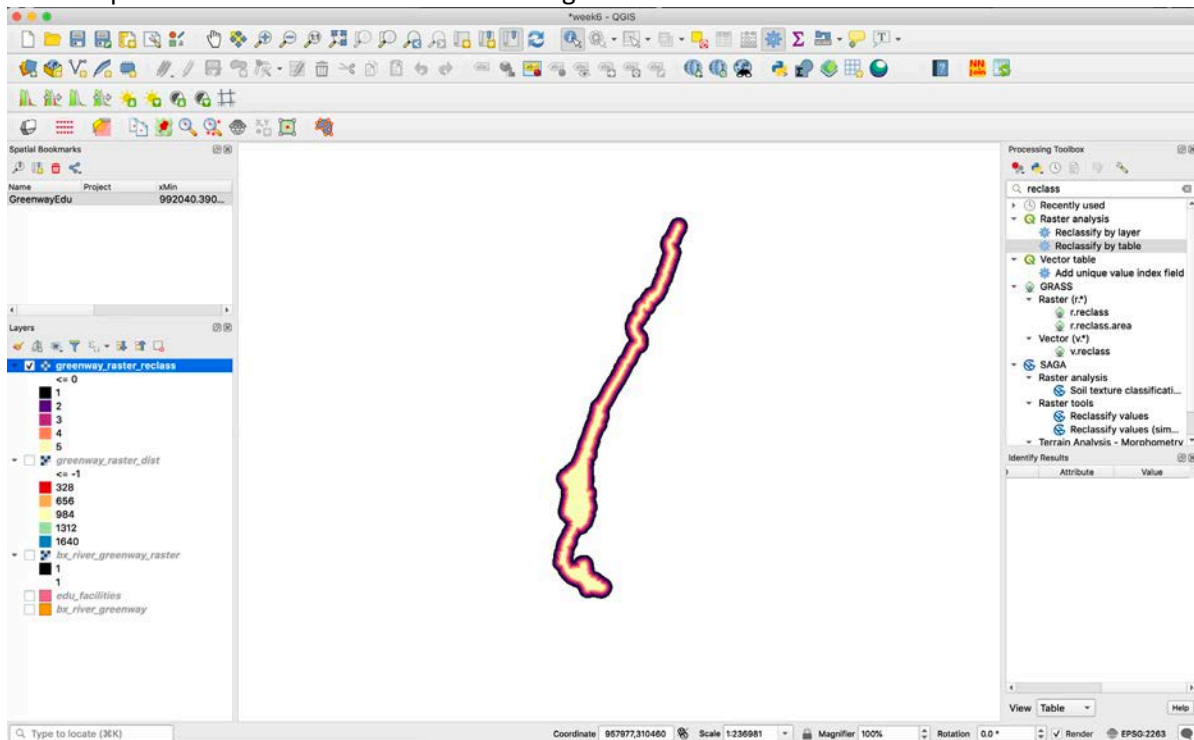 *week6 - QGIS
Spatial Bookmarks
Name Project xMin
GreenwayEdu 992040.390...
Layers
greenway_raster_reclass
<= 0
1
2
3
4
5
greenway_raster_dist
<= -1
328
656
984
1312
1640
bx_river_greenway_raster
1
1
edu_facilities
bx_river_greenway
Processing Toolbox
reclass
Recently used
Raster analysis
Reclassify by layer
Reclassify by table
Vector table
Add unique value index field
GRASS
Raster (r.*)
r.reclass
r.reclass.area
Vector (v.*)
v.reclass
SAGA
Raster analysis
Soil texture classificati...
Raster tools
Reclassify values
Reclassify values (sim...
Terrain Analysis - Morphometry
Identify Results
Attribute Value
View Table Help
Type to locate (⌘K)
Coordinate 957977,310460 Scale 1:236981 Magnifier 100% Rotation 0.0 ° Render EPSG:2263